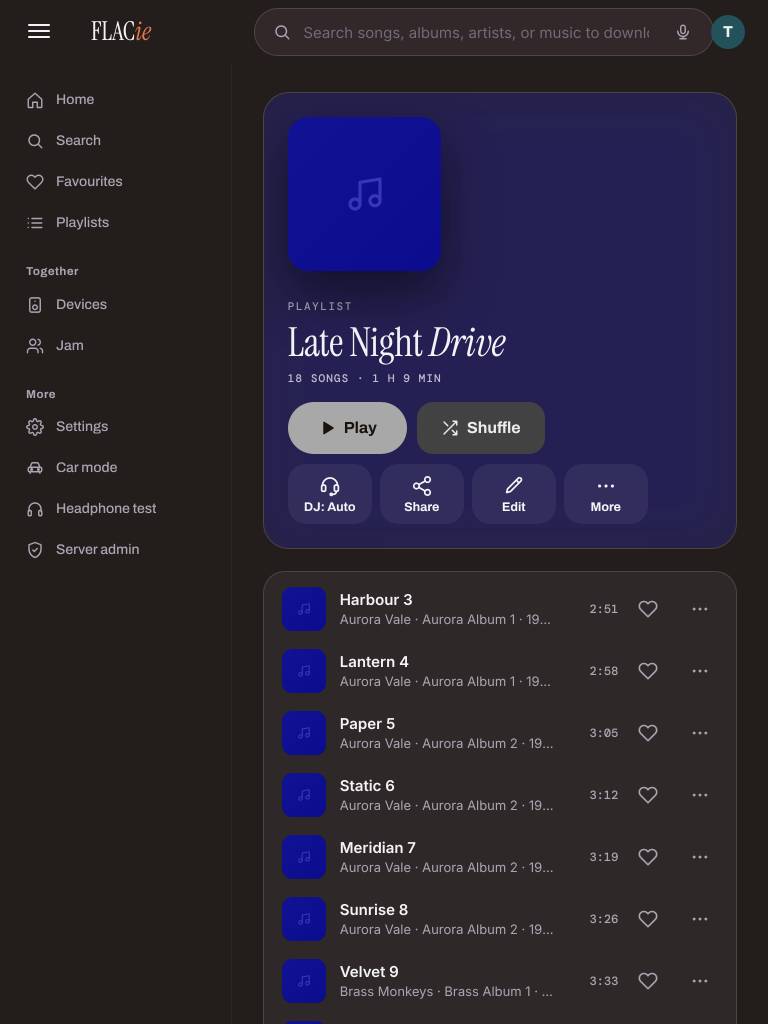 FLACie
Search songs, albums, artists, or music to downl
T
Home
Search
Favourites
Playlists
Together
Devices
Jam
More
Settings
Car mode
Headphone test
Server admin
PLAYLIST
Late Night Drive
18 SONGS · 1 H 9 MIN
Play
Shuffle
DJ: Auto
Share
Edit
More
Harbour 3
Aurora Vale · Aurora Album 1 · 19...
2:51
Lantern 4
Aurora Vale · Aurora Album 1 · 19...
2:58
Paper 5
Aurora Vale · Aurora Album 2 · 19...
3:05
Static 6
Aurora Vale · Aurora Album 2 · 19...
3:12
Meridian 7
Aurora Vale · Aurora Album 2 · 19...
3:19
Sunrise 8
Aurora Vale · Aurora Album 2 · 19...
3:26
Velvet 9
Brass Monkeys · Brass Album 1 · ...
3:33